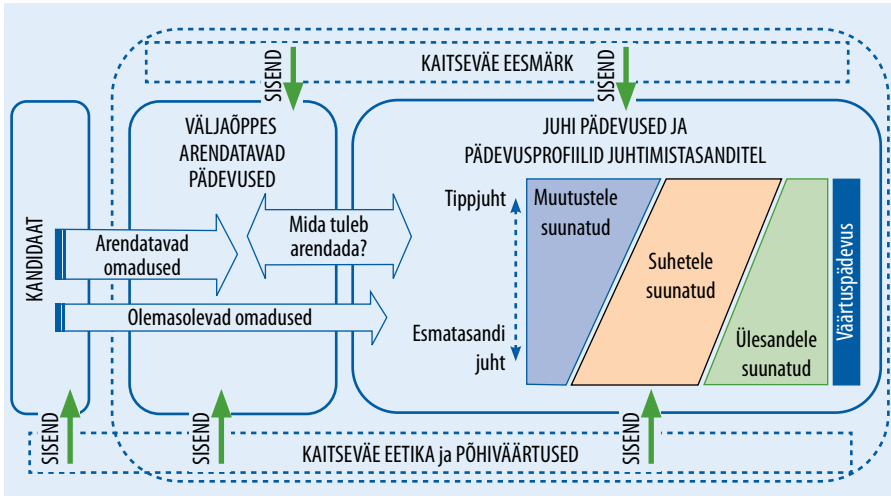 KAITSEVÄE EESMÄRK
SISEND
SISEND
KANDIDAAT
VÄLJAÕPPES
ARENDATAVAD
PÄDEVUSED
JUHI PÄDEVUSED JA
PÄDEVUSPROFIILID JUHTIMISTASANDITEL
Arendatavad
omadused
Mida tuleb
arendada?
Olemasolevad omadused
Tippjuht
Esmatasandi
juht
Muutustele
suunatud
Suhetele
suunatud
Ülesandele
suunatud
Väärtuspädevus
SISEND
SISEND
SISEND
KAITSEVÄE EETIKA ja PÕHIVÄÄRTUSED